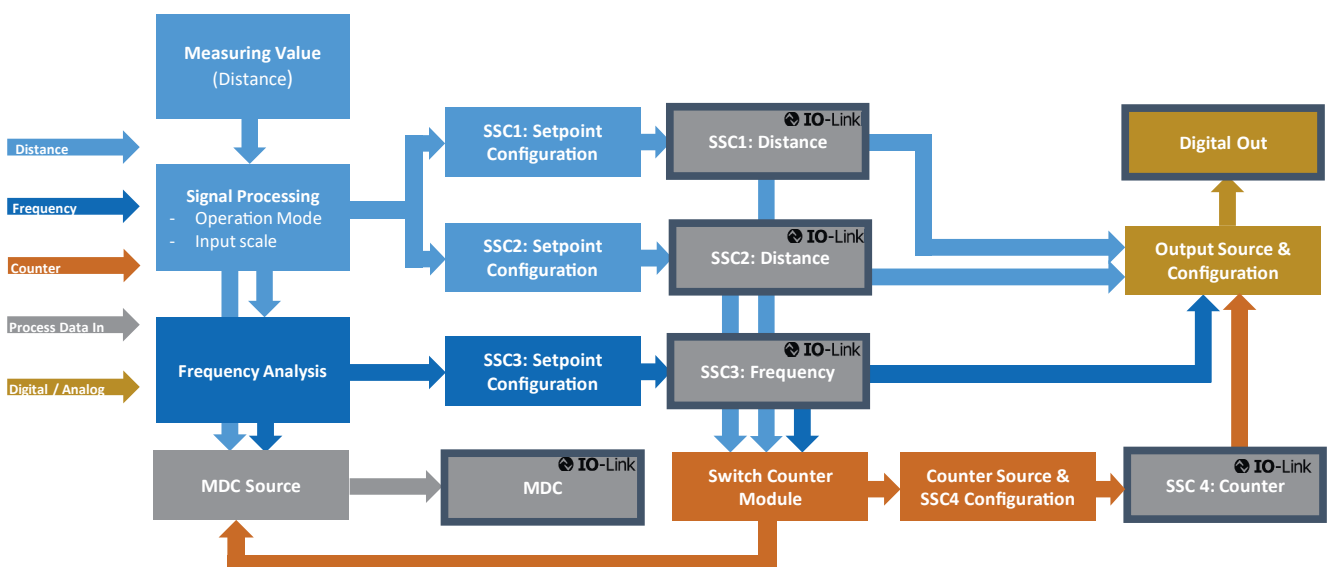 Measuring Value
(Distance)
Distance
Frequency
Counter
Process Data In
Digital / Analog
Signal Processing
- Operation Mode
- Input scale
Frequency Analysis
MDC Source
SSC1: Setpoint
Configuration
SSC2: Setpoint
Configuration
SSC3: Setpoint
Configuration
IO-Link
MDC
IO-Link
SSC1: Distance
IO-Link
SSC2: Distance
IO-Link
SSC3: Frequency
Switch Counter
Module
Counter Source &
SSC4 Configuration
Digital Out
Output Source &
Configuration
IO-Link
SSC 4: Counter